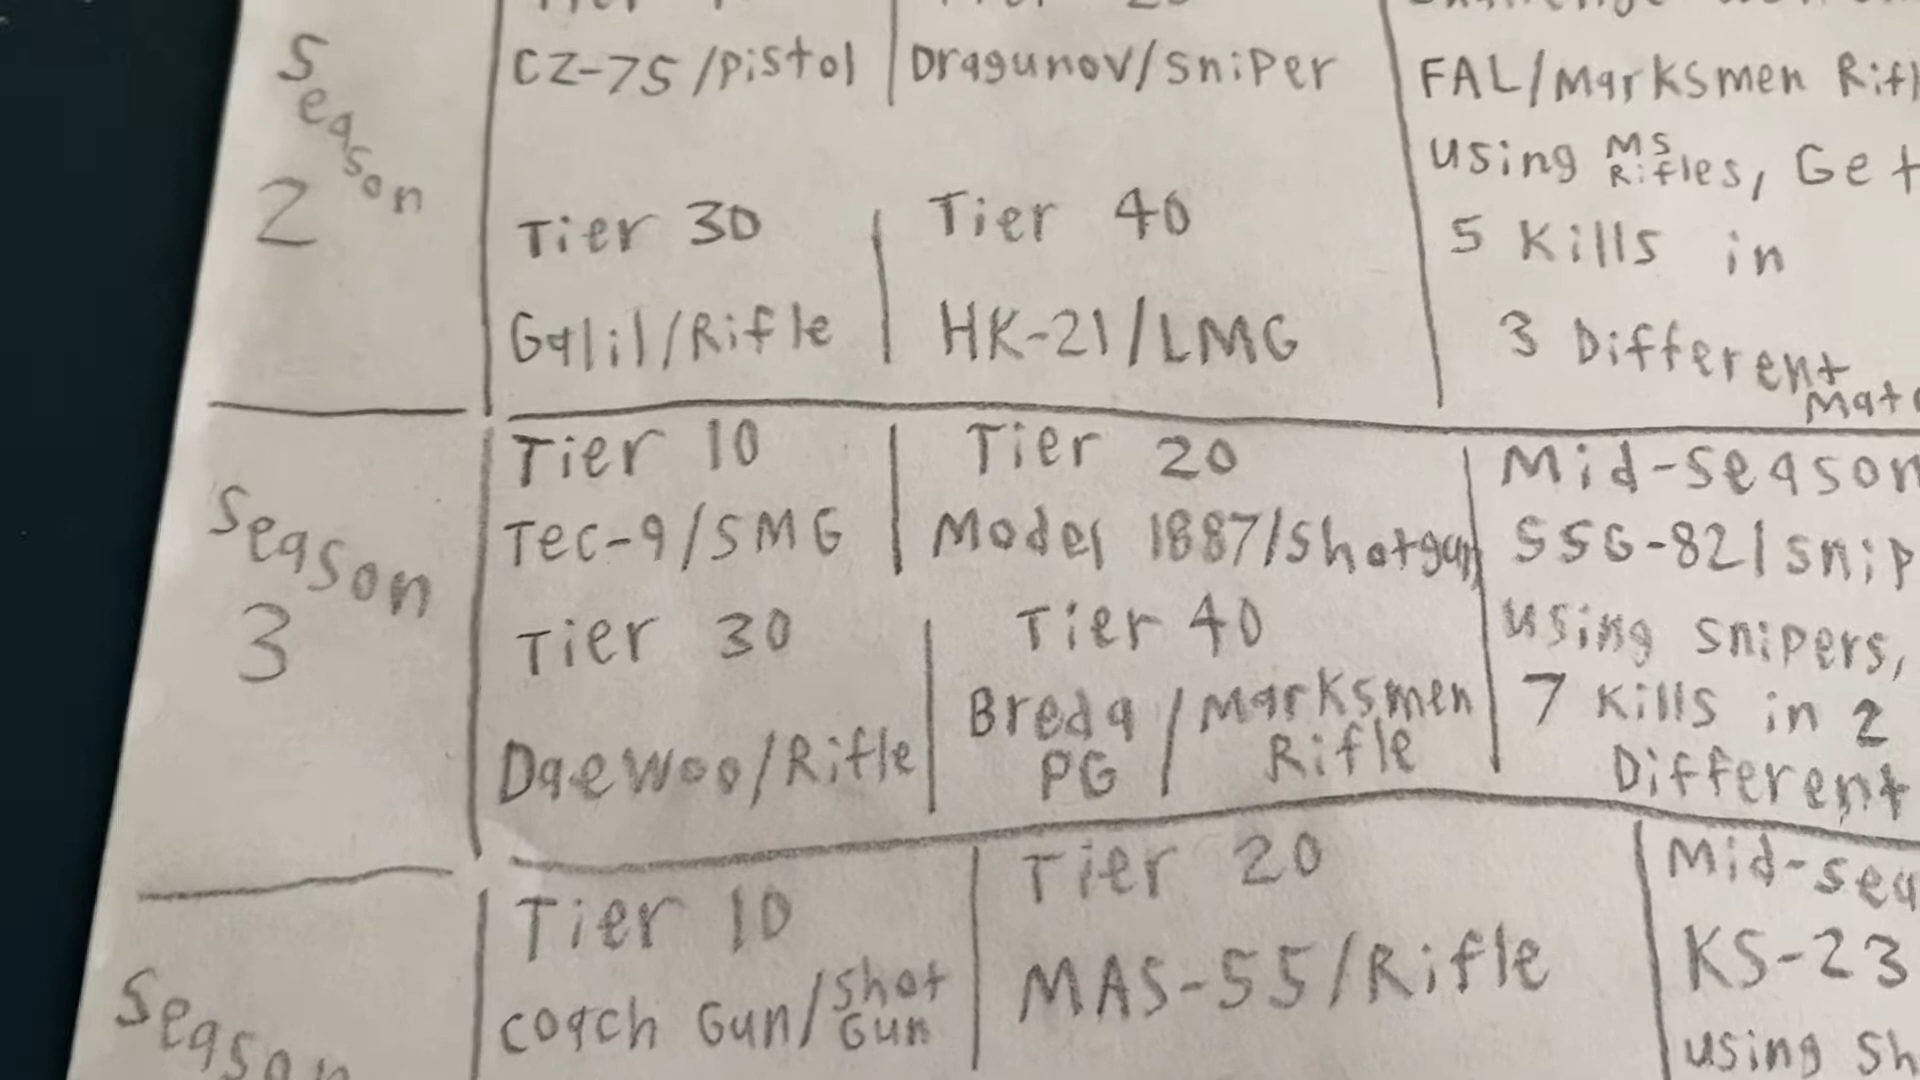 Season
2
CZ-75/Pistol
Dragunov/Sniper
FAL/Marksmen
using MS Rifles, Get
5 Kills in
3 Different
Tier 30
Tier 40
Galil/Rifle
HK-21/LMG
Season
3
Tier 10
Tier 20
Mid-season
Tec-9/SMG
Model 1887/Shotgun
SSG-82/
using snipers,
7 Kills in 2
Different
Tier 30
Tier 40
Daewoo/Rifle
Breda PG/Marksmen Rifle
Season
Tier 10
Tier 20
Coach Gun/Shot Gun
MAS-55/Rifle
KS-23
using